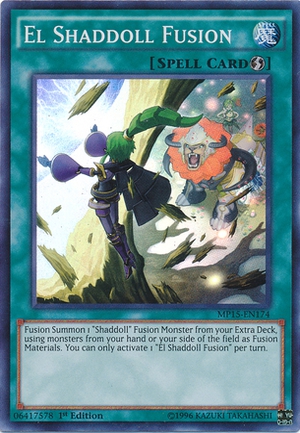 El Shaddoll Fusion
[Spell Card]
MP15-EN174
Fusion Summon 1 "Shaddoll" Fusion Monster from your Extra Deck,
using monsters from your hand or your side of the field as Fusion
Materials. You can only activate 1 "El Shaddoll Fusion" per turn.
06417578 1st Edition ©1996 KAZUKI TAKAHASHI